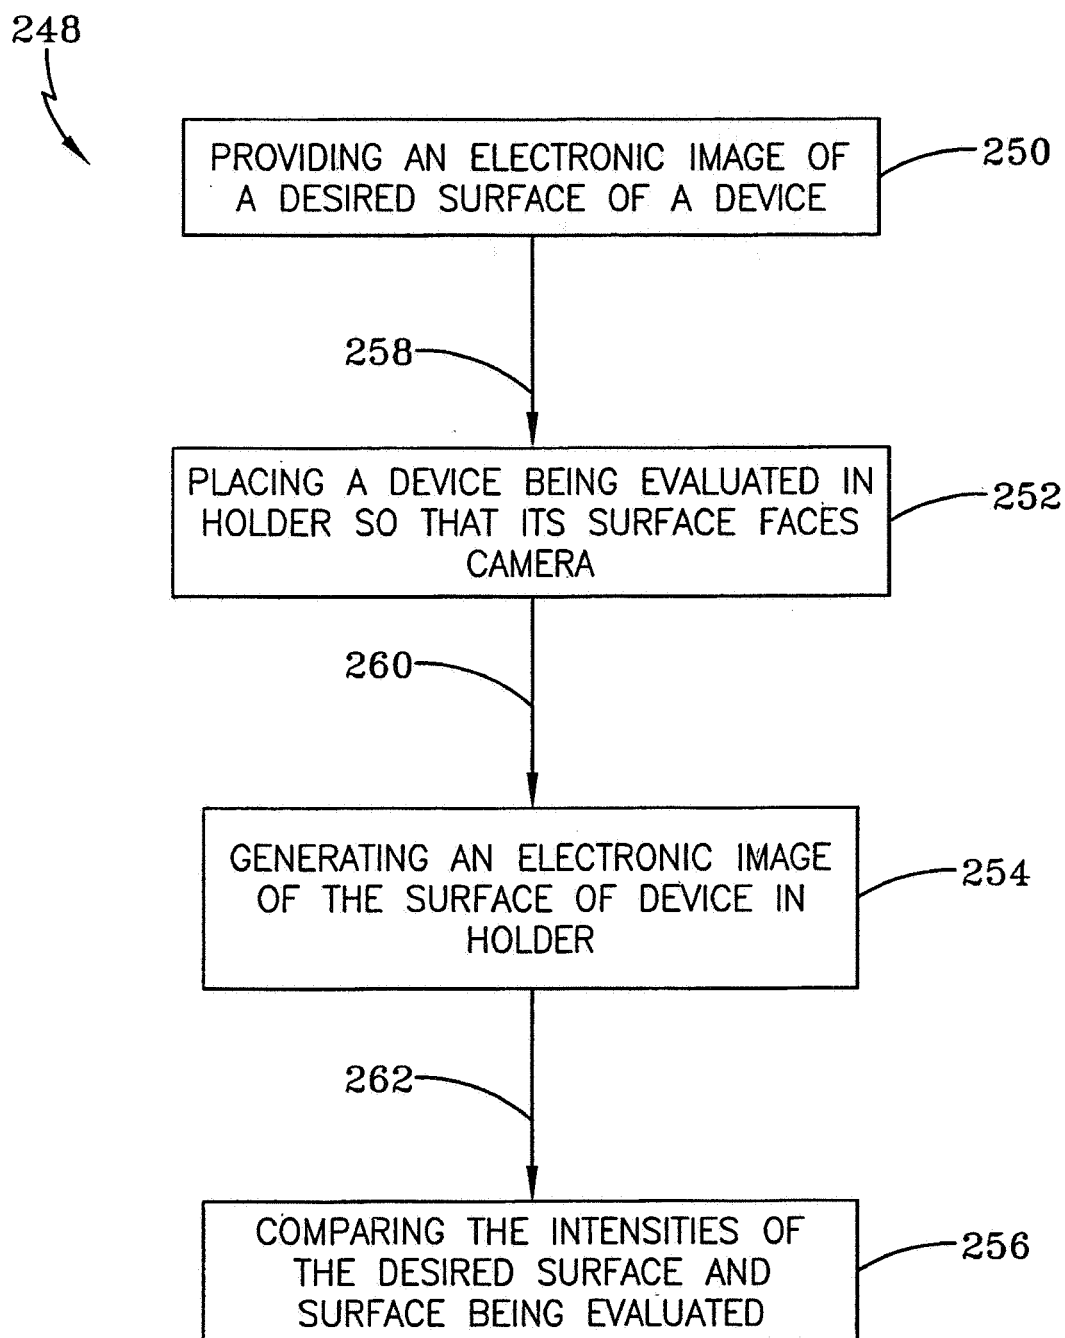 248
PROVIDING AN ELECTRONIC IMAGE OF
A DESIRED SURFACE OF A DEVICE
250
258
PLACING A DEVICE BEING EVALUATED IN
HOLDER SO THAT ITS SURFACE FACES
CAMERA
252
260
GENERATING AN ELECTRONIC IMAGE
OF THE SURFACE OF DEVICE IN
HOLDER
254
262
COMPARING THE INTENSITIES OF
THE DESIRED SURFACE AND
SURFACE BEING EVALUATED
256